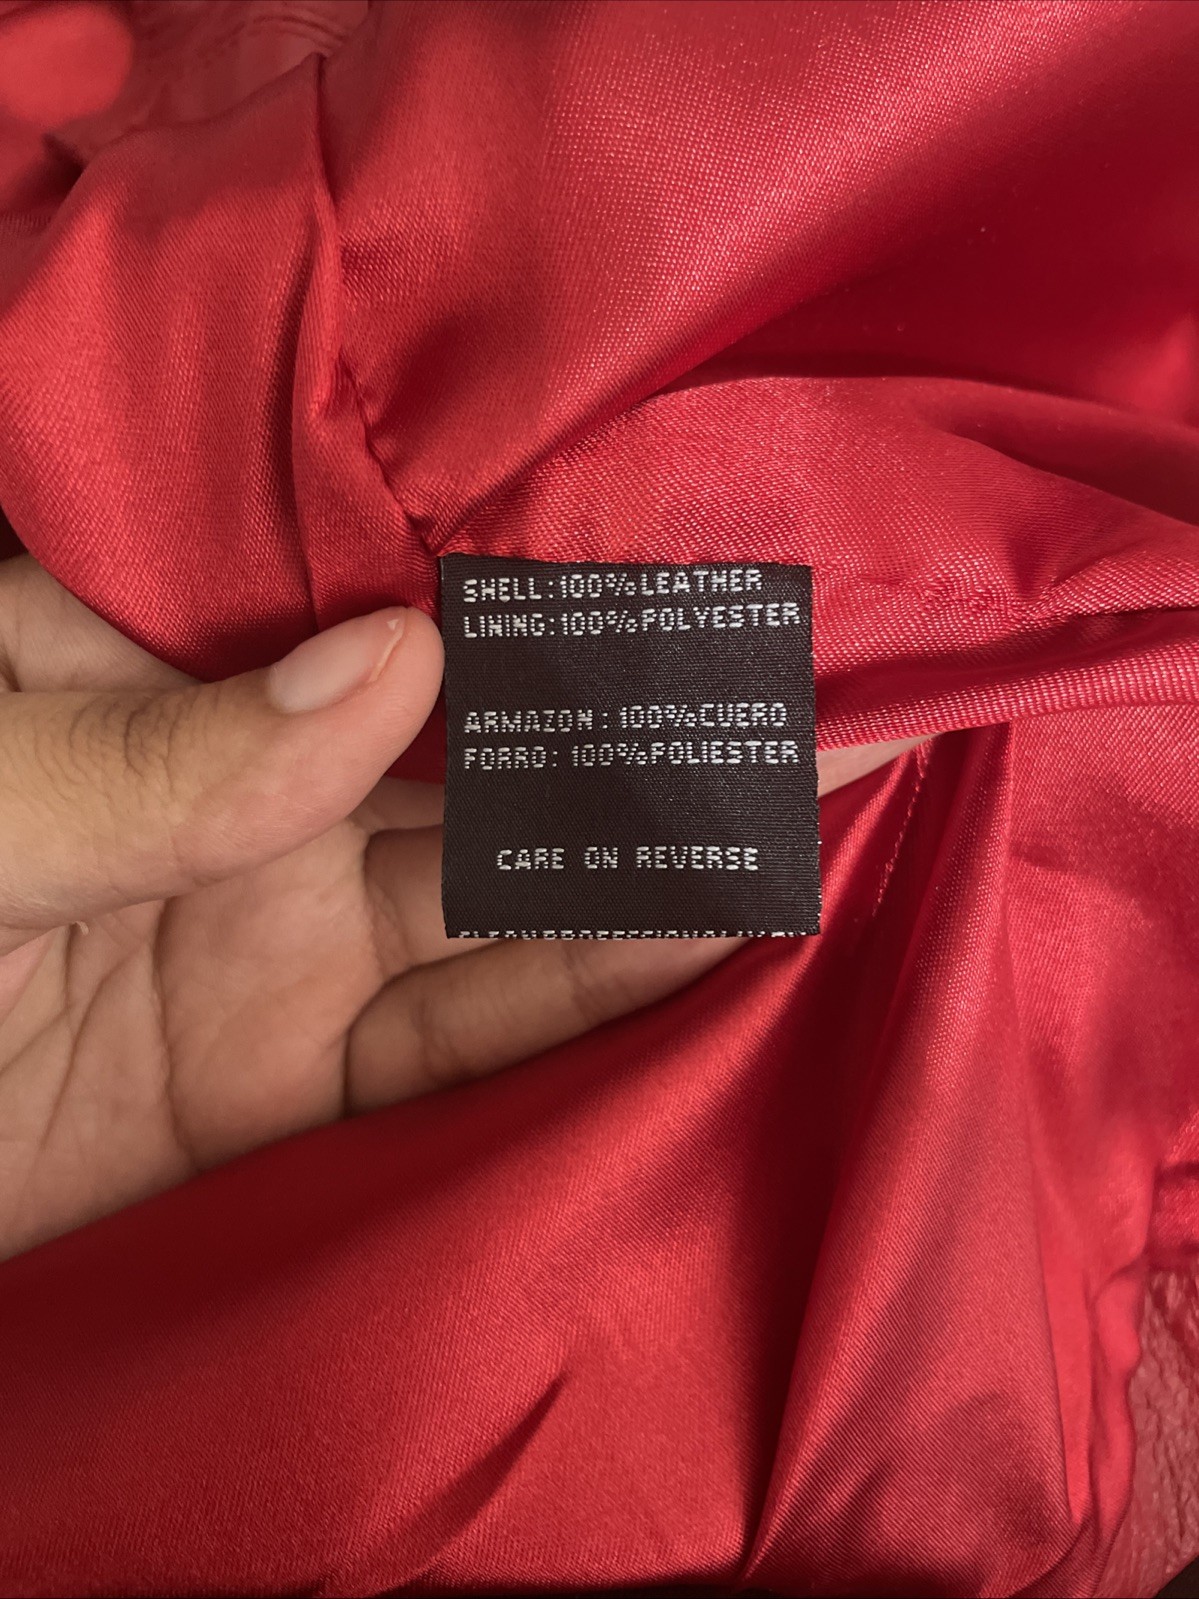 SHELL:100%LEATHER
LINING:100%POLYESTER
ARMAZON:100%CUERO
FORRO:100%POLIESTER
CARE ON REVERSE